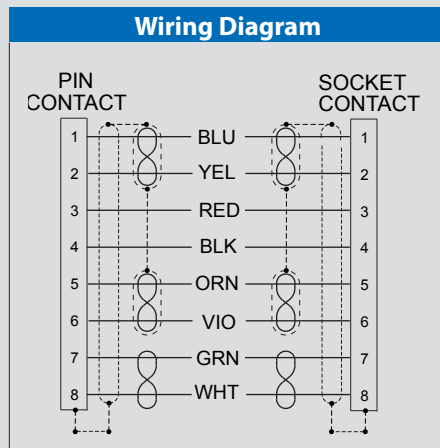 Wiring Diagram
PIN
CONTACT
SOCKET
CONTACT
1 BLU 1
2 YEL 2
3 RED 3
4 BLK 4
5 ORN 5
6 VIO 6
7 GRN 7
8 WHT 8